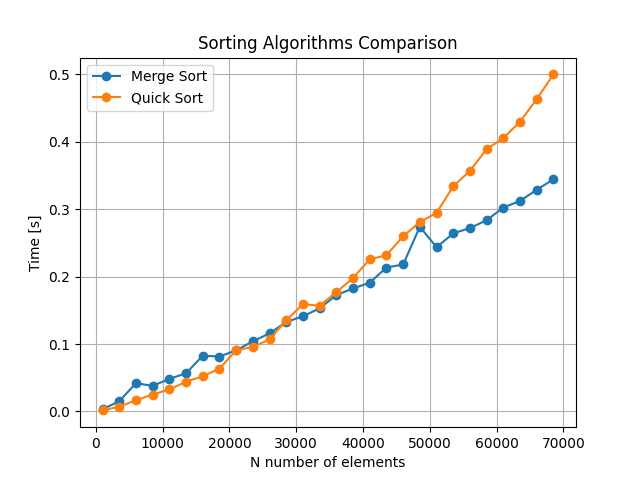 Sorting Algorithms Comparison
Merge Sort
Quick Sort
Time [s]
0.5
0.4
0.3
0.2
0.1
0.0
0 10000 20000 30000 40000 50000 60000 70000
N number of elements